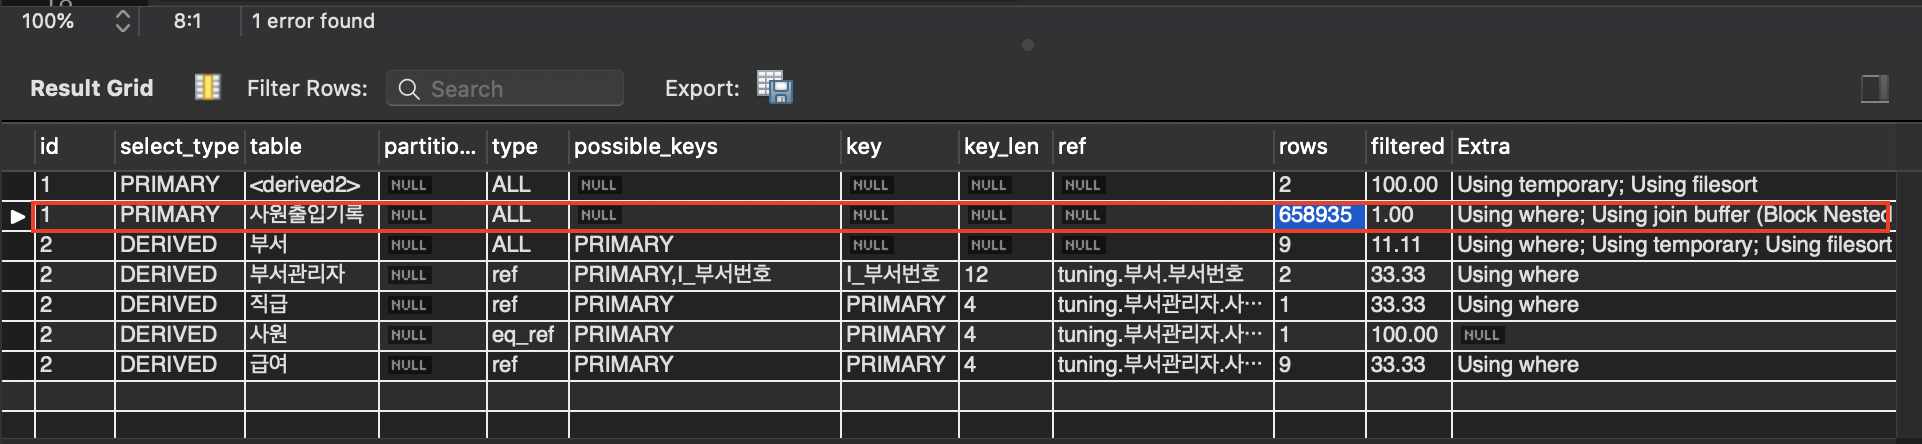 100% 8:1 1 error found
Result Grid Filter Rows: Search Export:
id select_type table partitio... type possible_keys key key_len ref rows filtered Extra
1 PRIMARY <derived2> NULL ALL NULL NULL NULL NULL 2 100.00 Using temporary; Using filesort
1 PRIMARY 사원출입기록 NULL ALL NULL NULL NULL NULL 658935 1.00 Using where; Using join buffer (Block Nested
2 DERIVED 부서 NULL ALL PRIMARY NULL NULL NULL 9 11.11 Using where; Using temporary; Using filesort
2 DERIVED 부서관리자 NULL ref PRIMARY,I_부서번호 I_부서번호 12 tuning.부서.부서번호 2 33.33 Using where
2 DERIVED 직급 NULL ref PRIMARY PRIMARY 4 tuning.부서관리자.사... 1 33.33 Using where
2 DERIVED 사원 NULL eq_ref PRIMARY PRIMARY 4 tuning.부서관리자.사... 1 100.00 NULL
2 DERIVED 급여 NULL ref PRIMARY PRIMARY 4 tuning.부서관리자.사... 9 33.33 Using where